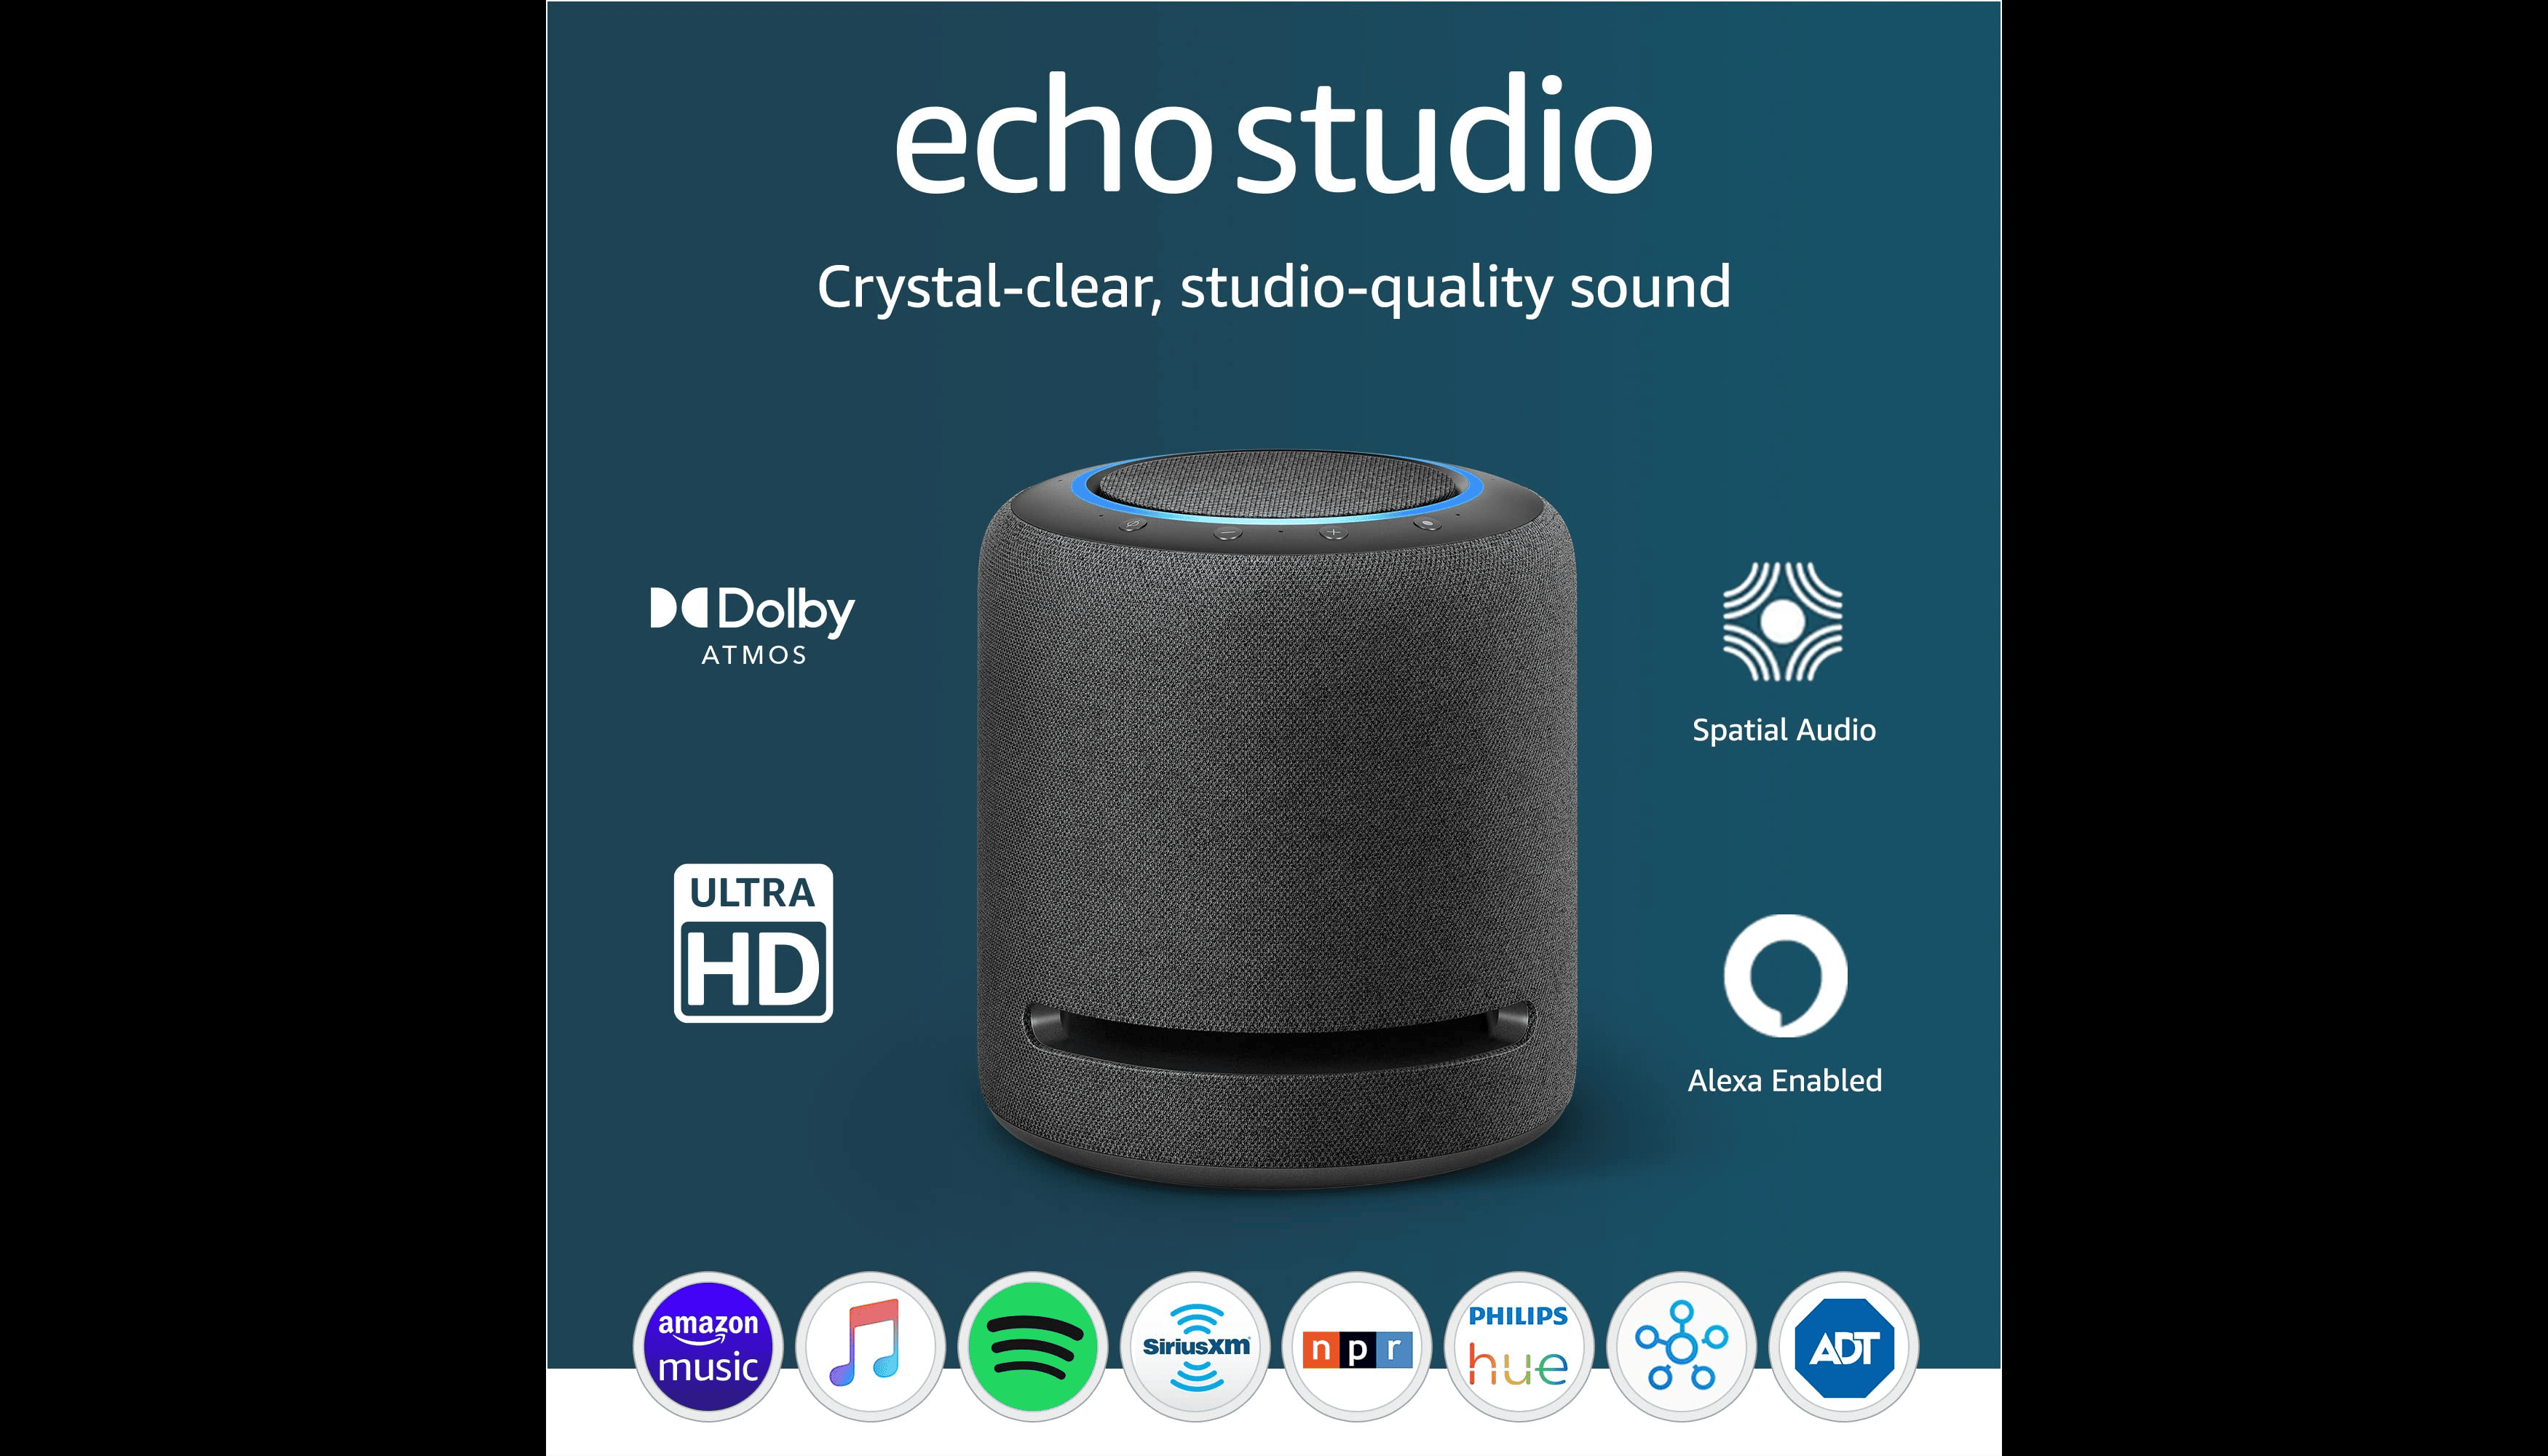 echo studio
Crystal-clear, studio-quality sound
Dolby
ATMOS
Spatial Audio
ULTRA
HD
Alexa Enabled
amazon
music
SiriusXm
npr
PHILIPS
hue
ADT